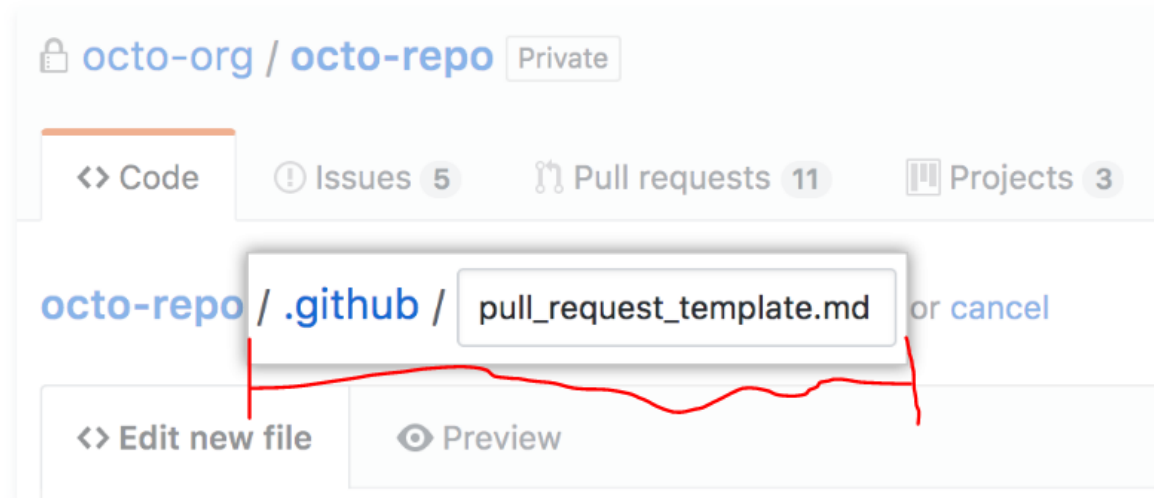 octo-org / octo-repo Private
Code Issues 5 Pull requests 11 Projects 3
octo-repo / .github / pull_request_template.md or cancel
<> Edit new file Preview